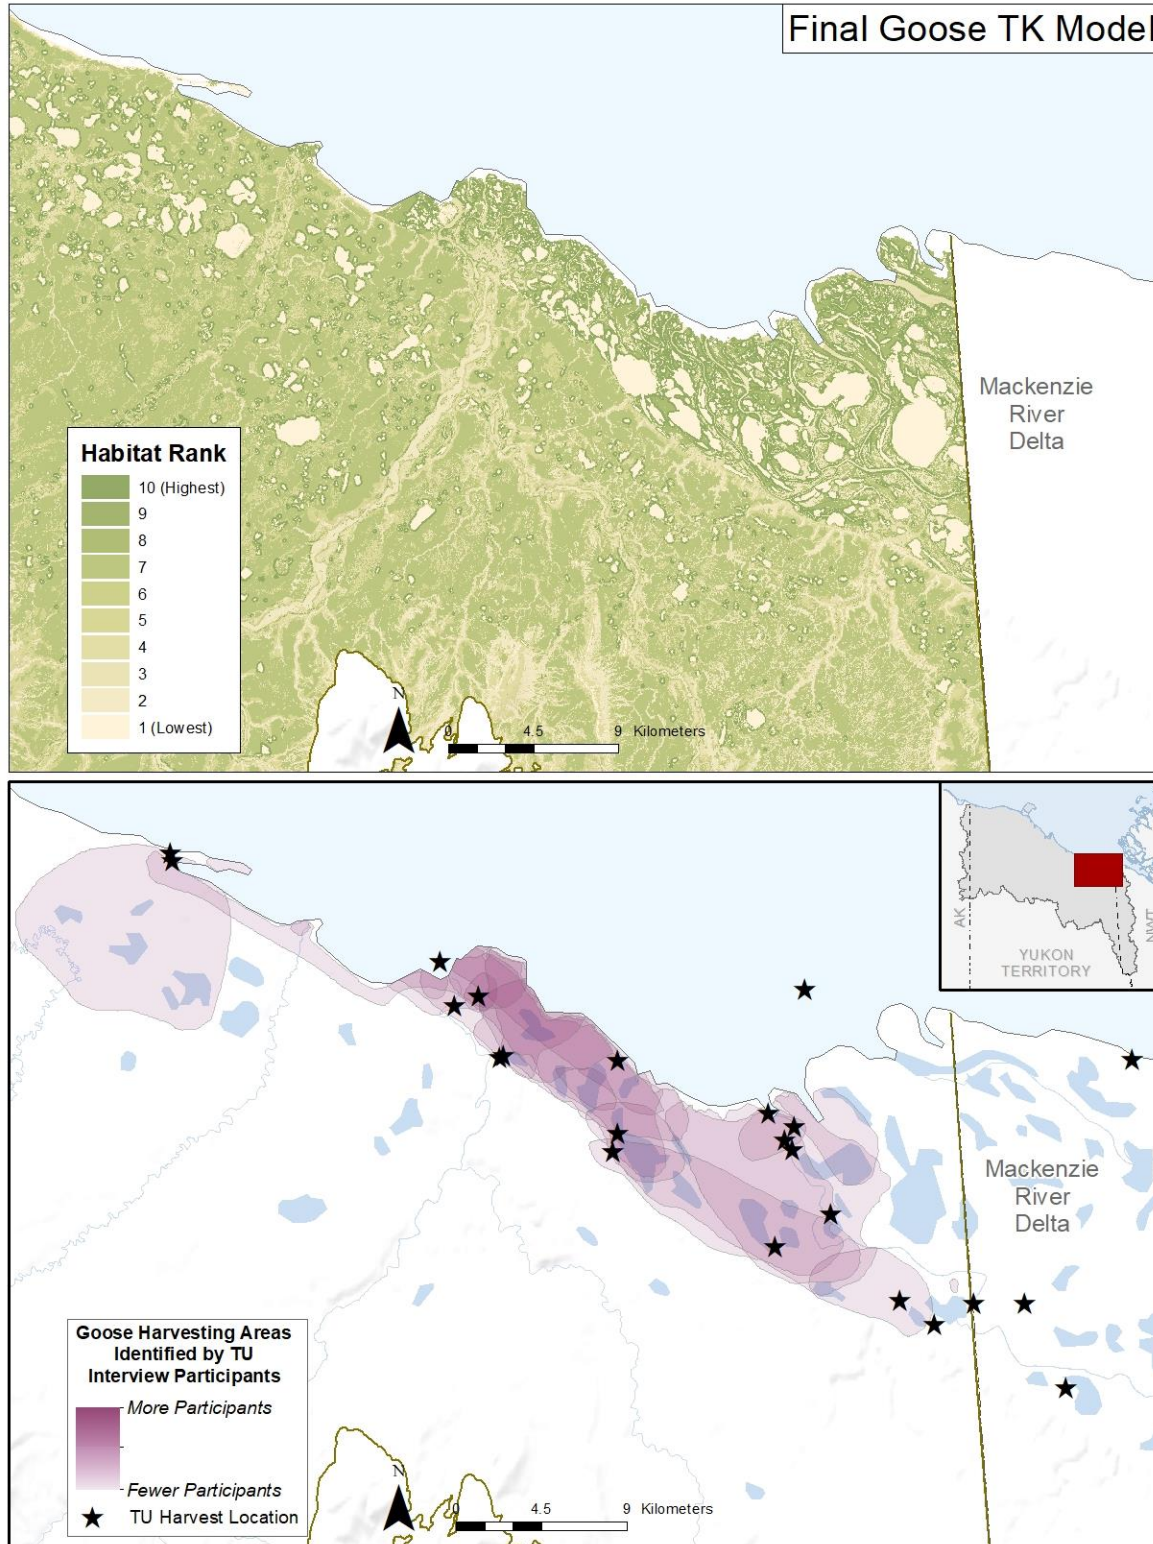 Final Goose TK Model
Mackenzie
River
Delta
Habitat Rank
10 (Highest)
9
8
7
6
5
4
3
2
1 (Lowest)
N
0 4.5 9 Kilometers
AK
YUKON
TERRITORY
NWT
Mackenzie
River
Delta
Goose Harvesting Areas
Identified by TU
Interview Participants
More Participants
Fewer Participants
TU Harvest Location
N
0 4.5 9 Kilometers